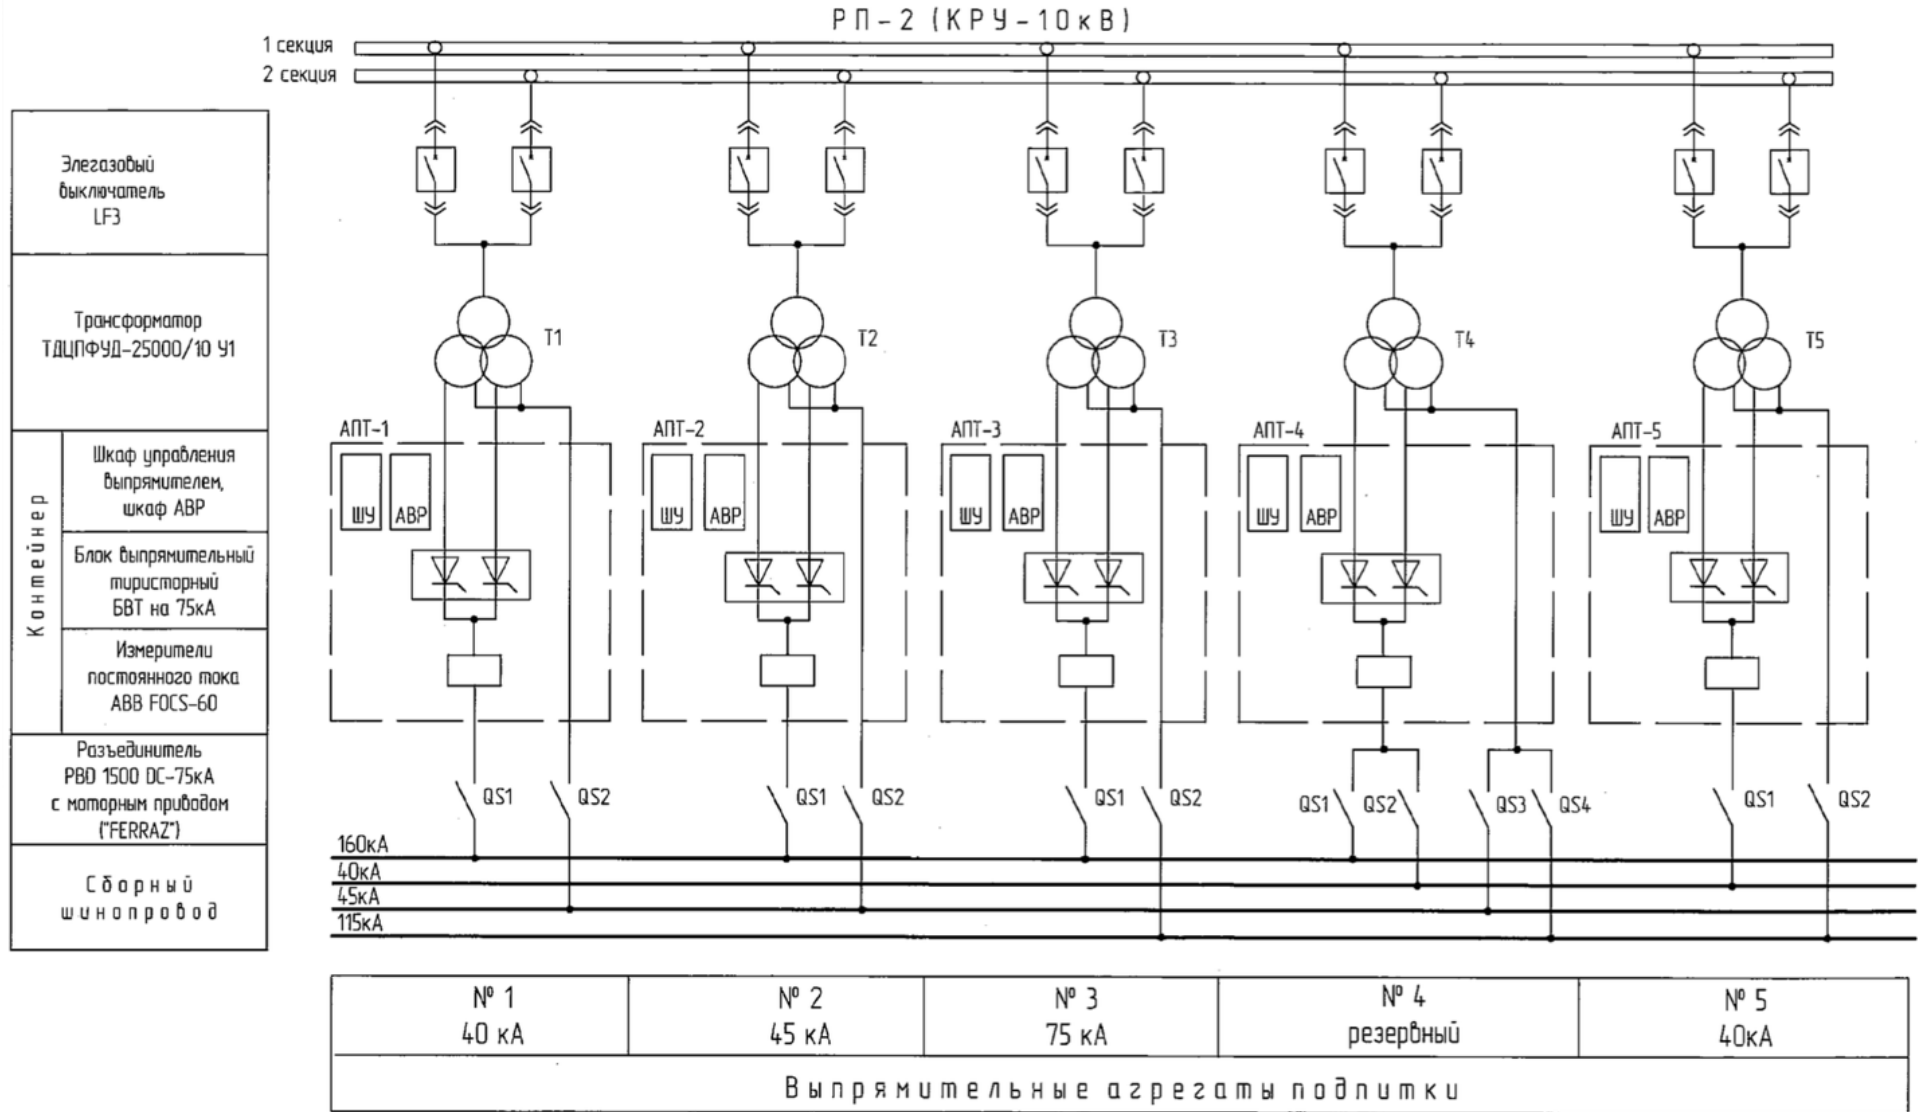 РП-2 (КРУ-10кВ)
1 секция
2 секция
Элегазовый
выключатель
LF3
Трансформатор
ТДЦПФУД-25000/10 У1
T1
T2
T3
T4
T5
Контейнер
Шкаф управления
выпрямителем,
шкаф АВР
Блок выпрямительный
тиристорный
БВТ на 75кА
Измерители
постоянного тока
ABB FOCS-60
АПТ-1
АПТ-2
АПТ-3
АПТ-4
АПТ-5
ШУ АВР
ШУ АВР
ШУ АВР
ШУ АВР
ШУ АВР
Разъединитель
PBD 1500 DC-75кА
с моторным приводом
("FERRAZ")
QS1 QS2
QS1 QS2
QS1 QS2
QS1 QS2 QS3 QS4
QS1 QS2
Сборный
шинопровод
160кА
40кА
45кА
115кА
№ 1
40 кА
№ 2
45 кА
№ 3
75 кА
№ 4
резервный
№ 5
40кА
Выпрямительные агрегаты подпитки